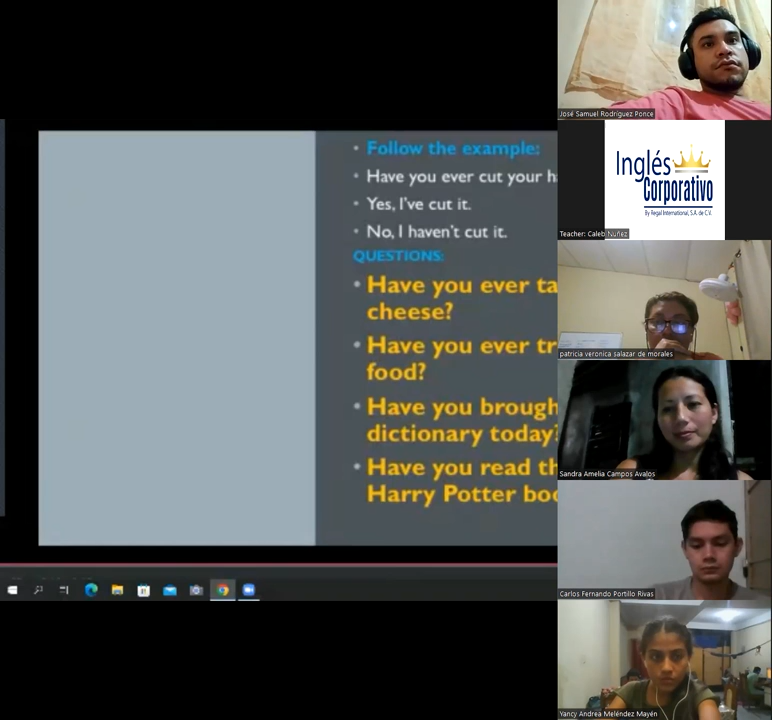 Follow the example:
Have you ever cut your
Yes, I've cut it.
No, I haven't cut it.
QUESTIONS:
Have you ever
cheese?
Have you ever
food?
Have you
dictionary today?
Have you read
Harry Potter
José Samuel Rodríguez Ponce
Inglés
Corporativo
By Regal International, S.A. de C.V.
Teacher: Caleb Nuñez
patricia veronica salazar de morales
Sandra Amelia Campos Avalos
Carlos Fernando Portillo Rivas
Yancy Andrea Meléndez Mayén